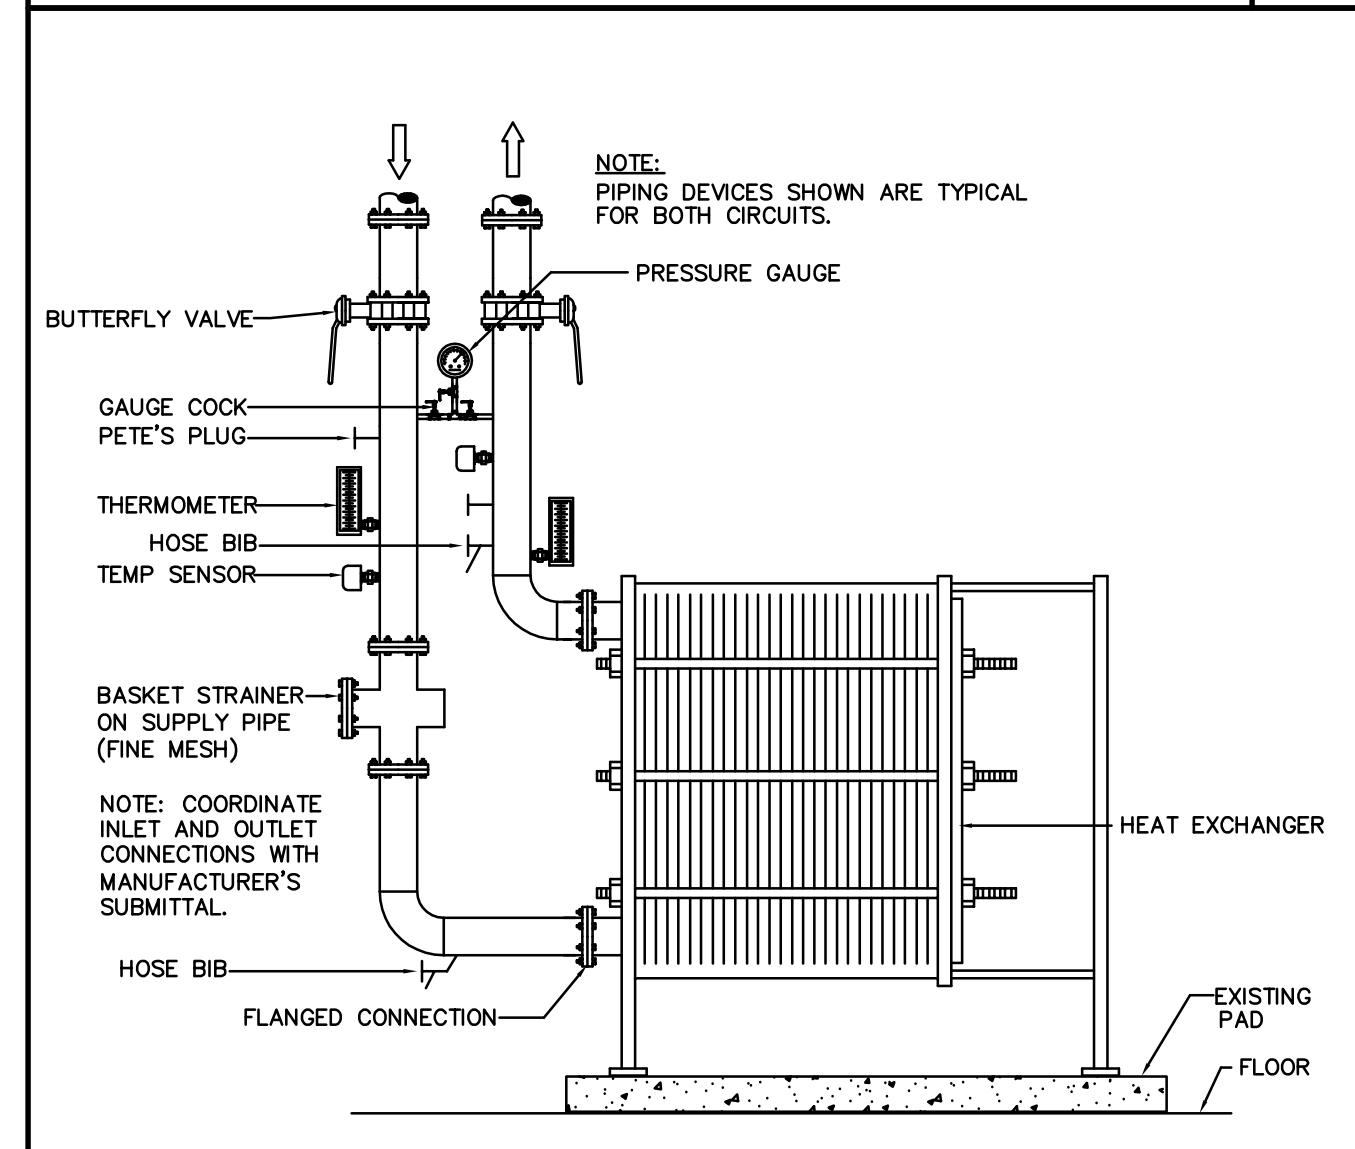 NOTE:
PIPING DEVICES SHOWN ARE TYPICAL
FOR BOTH CIRCUITS.
PRESSURE GAUGE
BUTTERFLY VALVE
GAUGE COCK
PETE'S PLUG
THERMOMETER
HOSE BIB
TEMP SENSOR
BASKET STRAINER
ON SUPPLY PIPE
(FINE MESH)
NOTE: COORDINATE
INLET AND OUTLET
CONNECTIONS WITH
MANUFACTURER'S
SUBMITTAL.
HEAT EXCHANGER
HOSE BIB
FLANGED CONNECTION
EXISTING
PAD
FLOOR